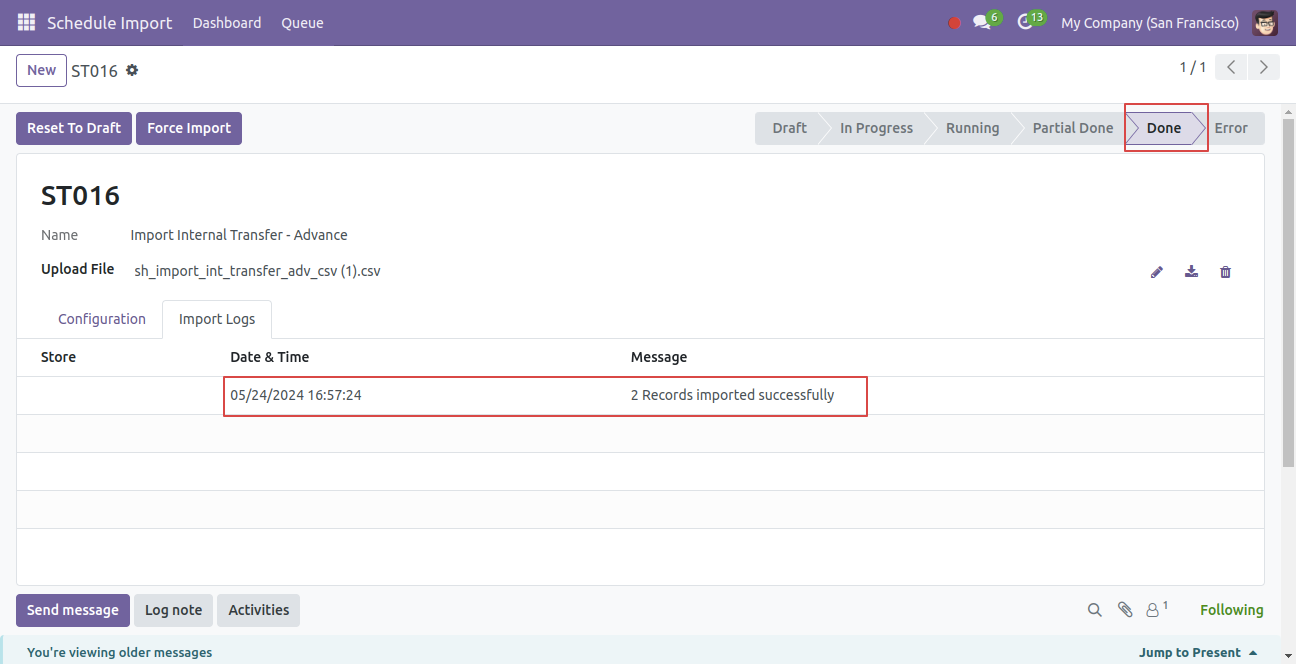 Schedule Import Dashboard Queue 6 13 My Company (San Francisco)
New ST016 1 / 1
Reset To Draft Force Import Draft In Progress Running Partial Done Done Error
ST016
Name Import Internal Transfer - Advance
Upload File sh_import_int_transfer_adv_csv (1).csv
Configuration Import Logs
Store Date & Time Message
05/24/2024 16:57:24 2 Records imported successfully
Send message Log note Activities 1 Following
You're viewing older messages Jump to Present